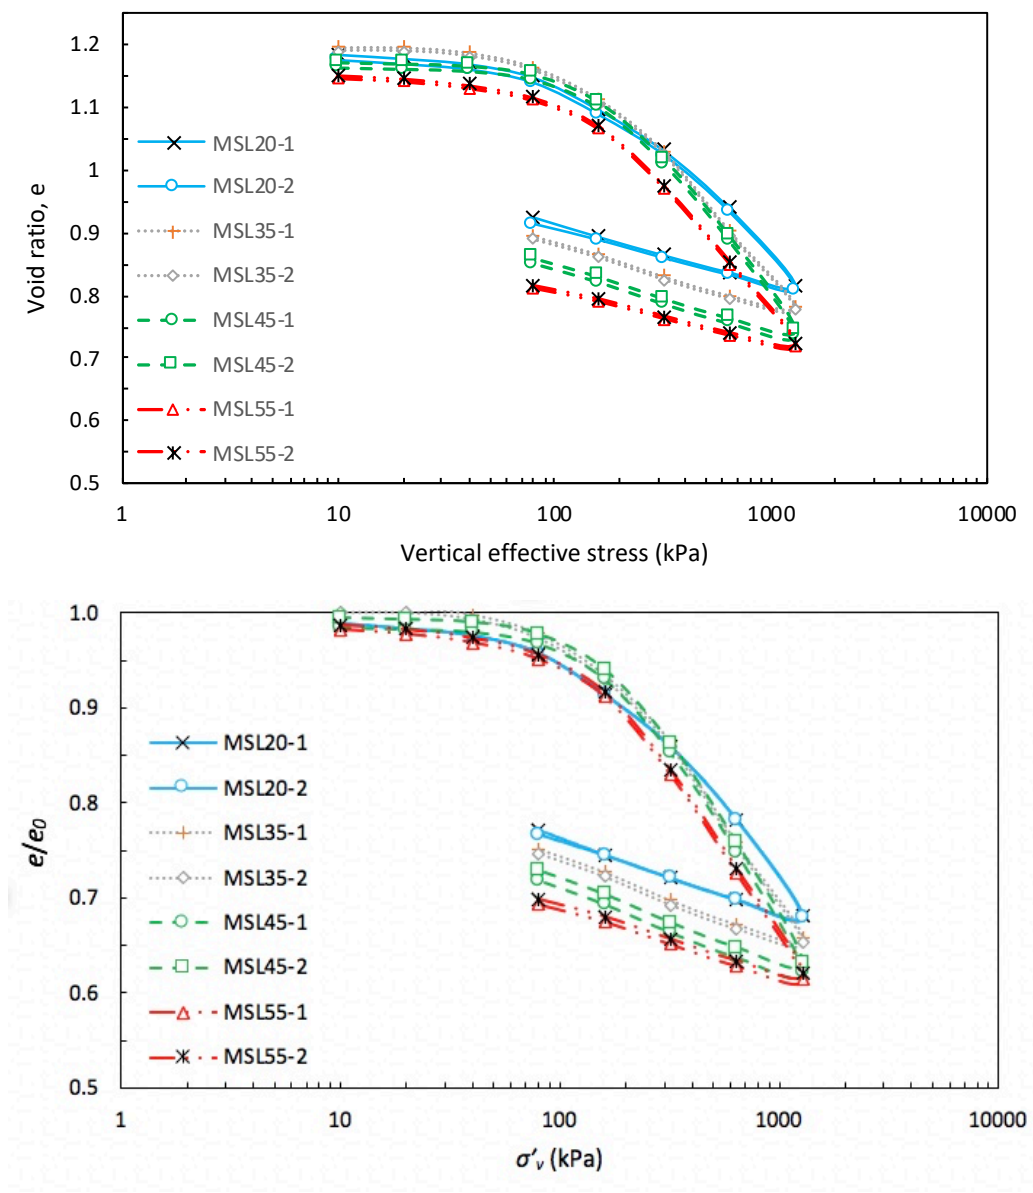 1.2
1.1
1
0.9
0.8
0.7
0.6
0.5
Void ratio, e
MSL20-1
MSL20-2
MSL35-1
MSL35-2
MSL45-1
MSL45-2
MSL55-1
MSL55-2
1 10 100 1000 10000
Vertical effective stress (kPa)
1.0
0.9
0.8
0.7
0.6
0.5
e/e0
MSL20-1
MSL20-2
MSL35-1
MSL35-2
MSL45-1
MSL45-2
MSL55-1
MSL55-2
1 10 100 1000 10000
σ'v (kPa)